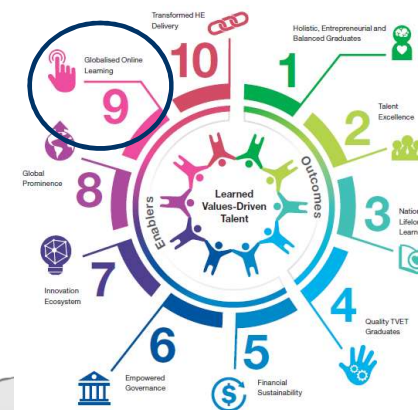 Transformed HE
Delivery
10
Holistic, Entrepreneurial and
Balanced Graduates
1
Talent
Excellence
2
Lifelo
Learn
3
Quality TVET
Graduates
4
Financial
Sustainability
5
Empowered
Governance
6
Innovation
Ecosystem
7
Global
Prominence
8
Globalised Online
Learning
9
Outcomes
Enablers
Learned
Values-Driven
Talent